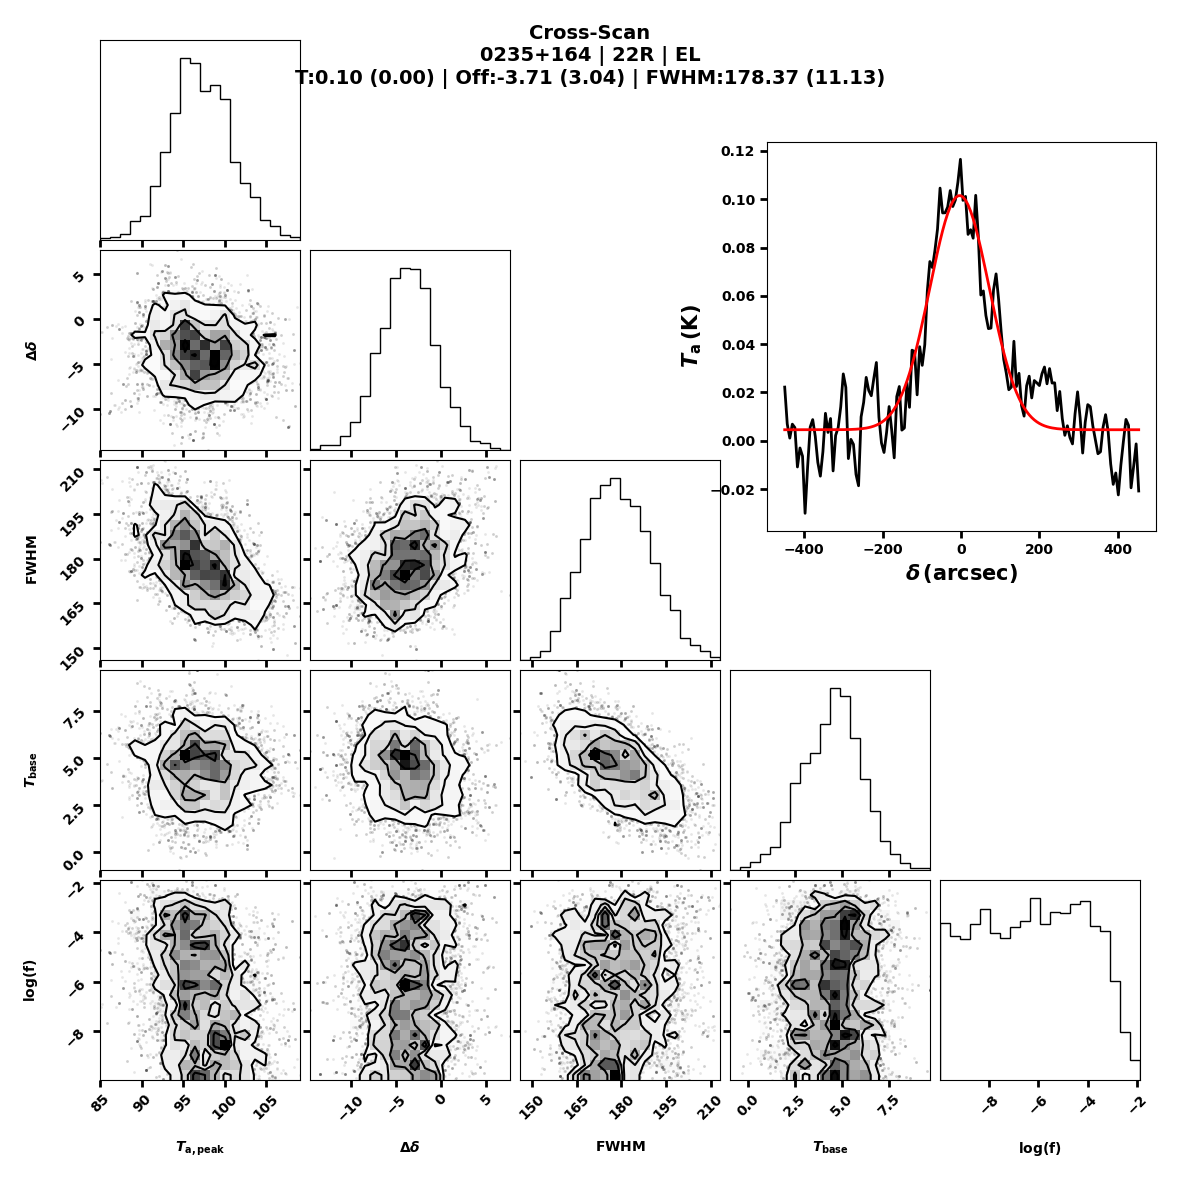 Cross-Scan
0235+164 | 22R | EL
T:0.10 (0.00) | Off:-3.71 (3.04) | FWHM:178.37 (11.13)
0.12
0.10
0.08
0.06
0.04
0.02
0.00
−0.02
Ta (K)
−400 −200 0 200 400
δ (arcsec)
5
0
−5
−10
Δδ
210
195
180
165
150
FWHM
7.5
5.0
2.5
0.0
Tbase
−2
−4
−6
−8
log(f)
85 90 95 100 105
−10 −5 0 5
150 165 180 195 210
0.0 2.5 5.0 7.5
−8 −6 −4 −2
Ta,peak
Δδ
FWHM
Tbase
log(f)